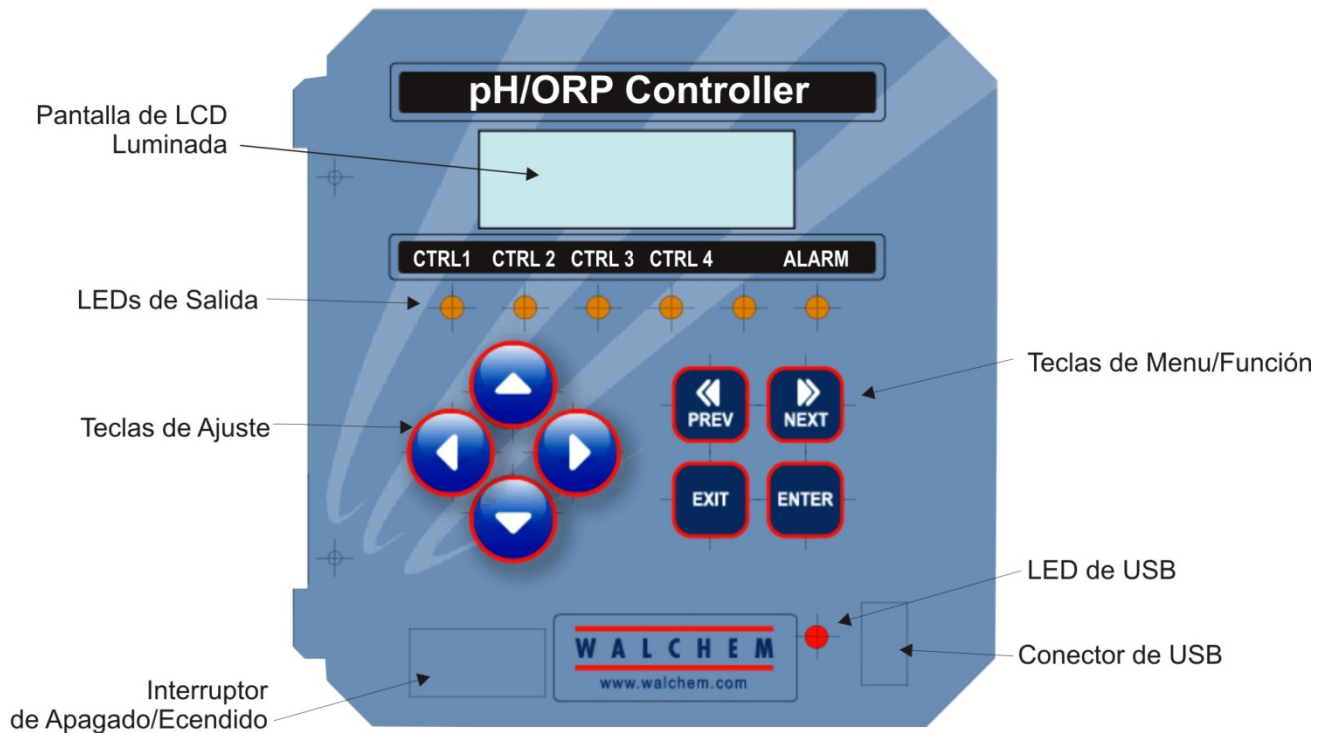 pH/ORP Controller
Pantalla de LCD
Luminada
CTRL1 CTRL 2 CTRL 3 CTRL 4 ALARM
LEDs de Salida
Teclas de Menu/Función
PREV NEXT
Teclas de Ajuste
EXIT ENTER
LED de USB
WALCHEM
www.walchem.com
Conector de USB
Interruptor
de Apagado/Ecendido